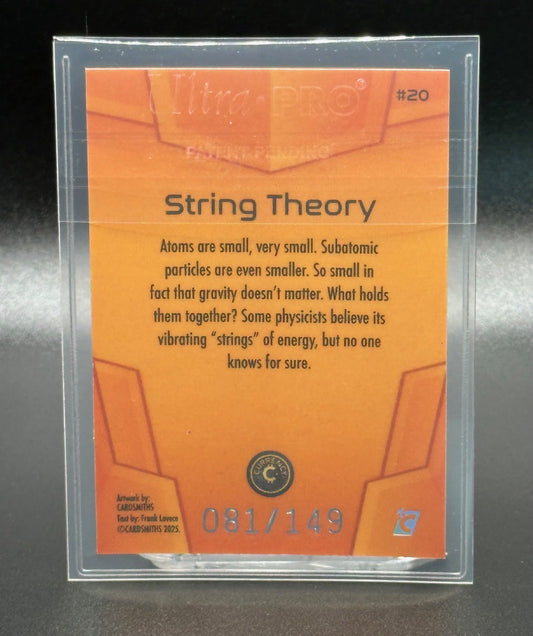 Ultra·PRO®
#20
PATENT PENDING
String Theory
Atoms are small, very small. Subatomic
particles are even smaller. So small in
fact that gravity doesn't matter. What holds
them together? Some physicists believe its
vibrating "strings" of energy, but no one
knows for sure.
CURRENCY
Artwork by:
CARDSMITHS
Text by: Frank Lovece
©CARDSMITHS 2025.
081/149